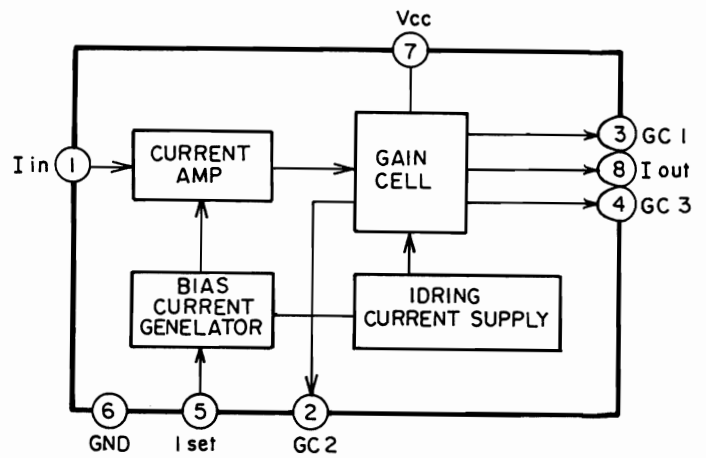 Vcc
7
I in
1
CURRENT
AMP
GAIN
CELL
3
GC 1
8
I out
4
GC 3
BIAS
CURRENT
GENELATOR
IDRING
CURRENT SUPPLY
6
5
2
GND
I set
GC 2